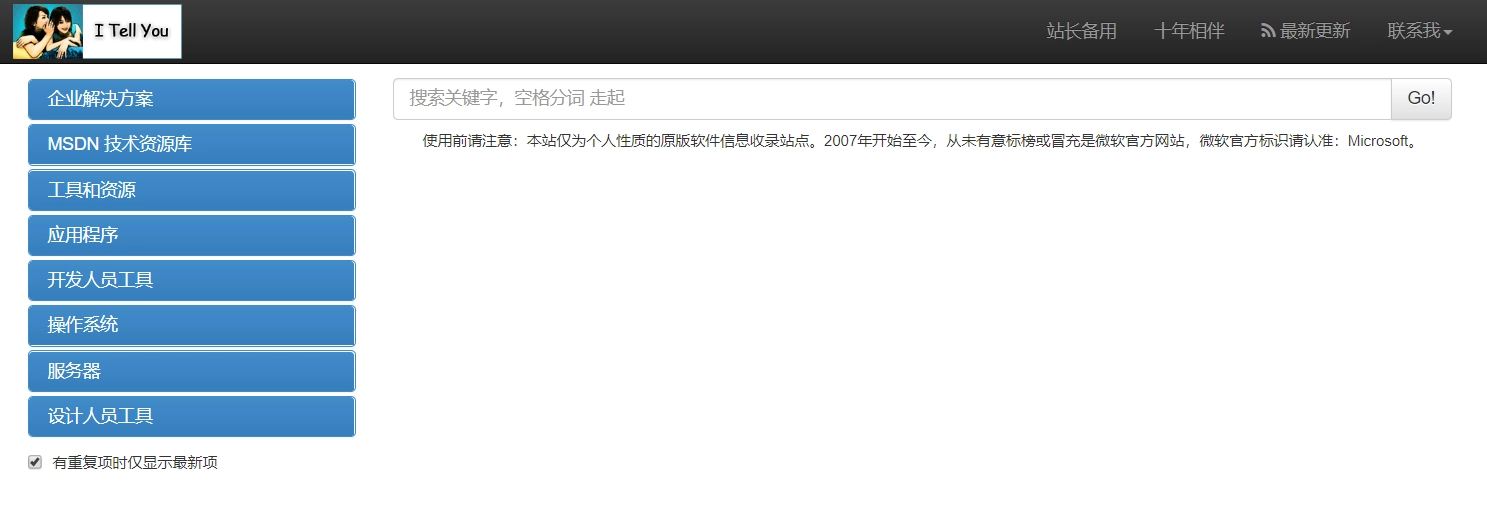 I Tell You
站长备用 十年相伴 最新更新 联系我
企业解决方案
MSDN 技术资源库
工具和资源
应用程序
开发人员工具
操作系统
服务器
设计人员工具
有重复项时仅显示最新项
搜索关键字，空格分词 走起 Go!
使用前请注意：本站仅为个人性质的原版软件信息收录站点。2007年开始至今，从未有意标榜或冒充是微软官方网站，微软官方标识请认准：Microsoft。